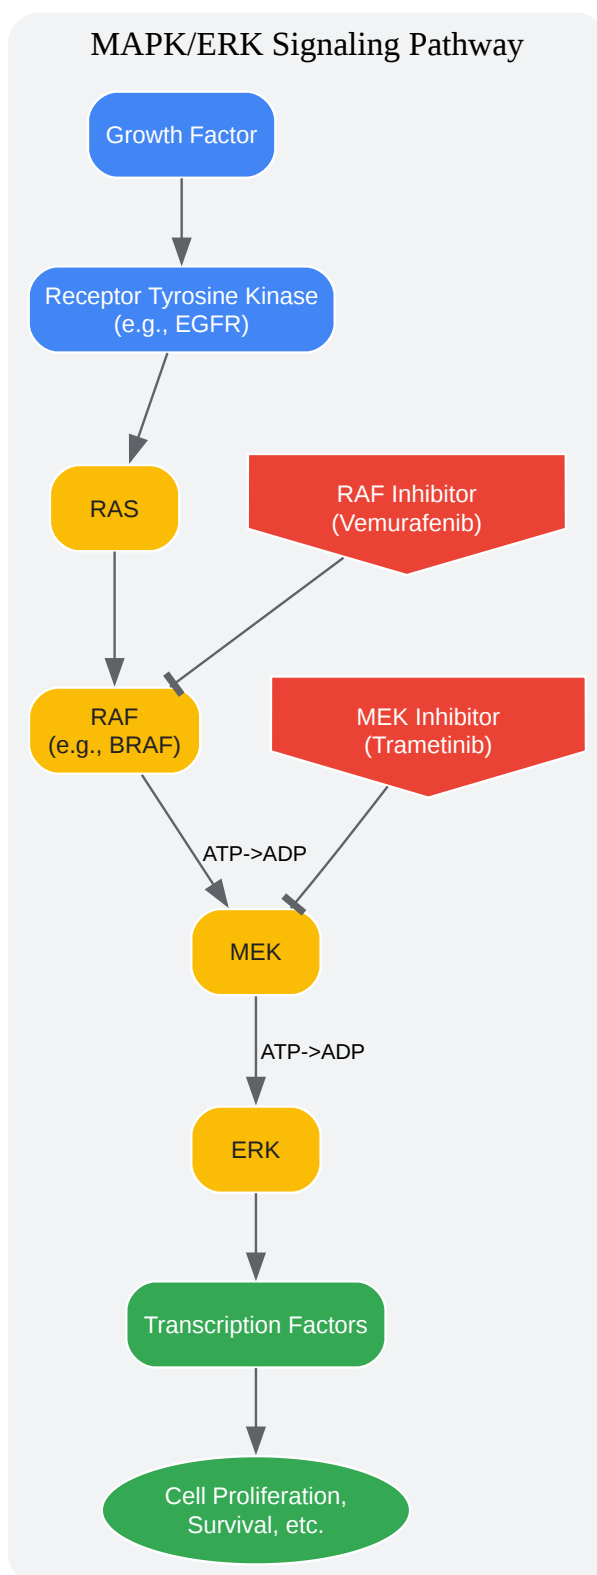 MAPK/ERK Signaling Pathway
Growth Factor
Receptor Tyrosine Kinase
(e.g., EGFR)
RAS
RAF Inhibitor
(Vemurafenib)
RAF
(e.g., BRAF)
MEK Inhibitor
(Trametinib)
ATP->ADP
MEK
ATP->ADP
ERK
Transcription Factors
Cell Proliferation,
Survival, etc.